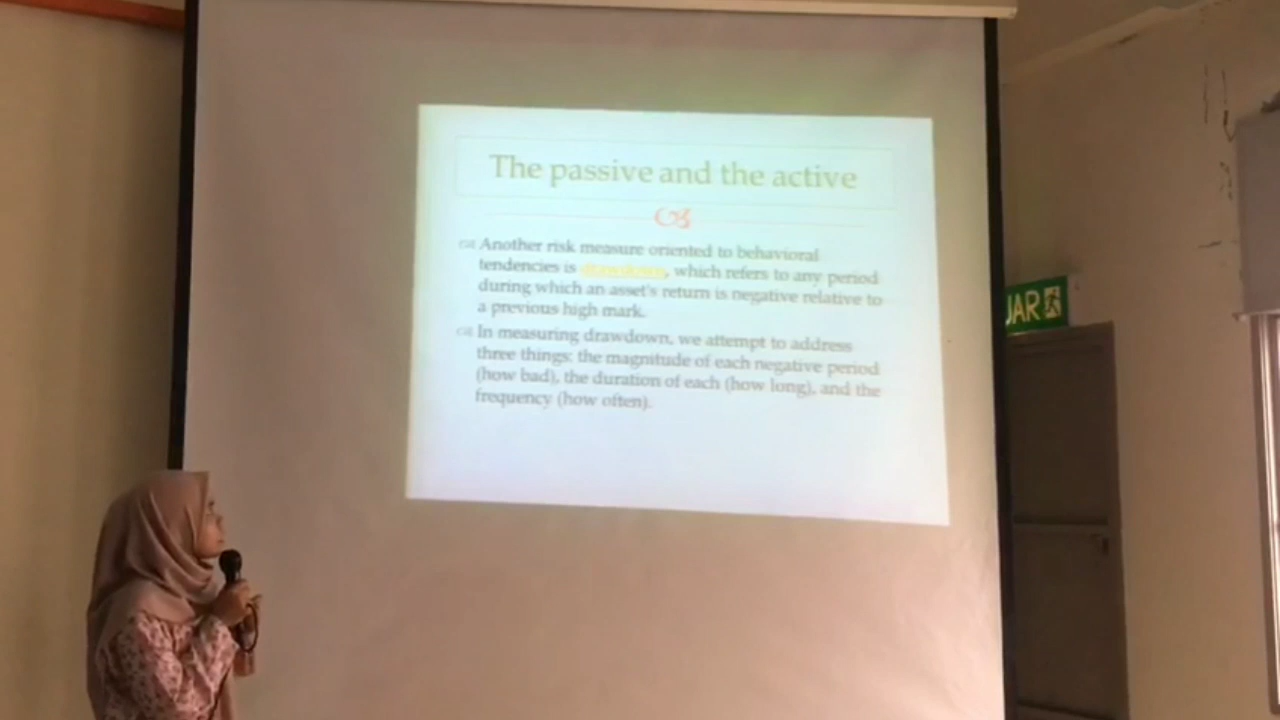 The passive and the active
Another risk measure oriented to behavioral
tendencies is drawdown, which refers to any period
during which an asset's return is negative relative to
a previous high mark.
In measuring drawdown, we attempt to address
three things: the magnitude of each negative period
(how bad), the duration of each (how long), and the
frequency (how often).
UAR